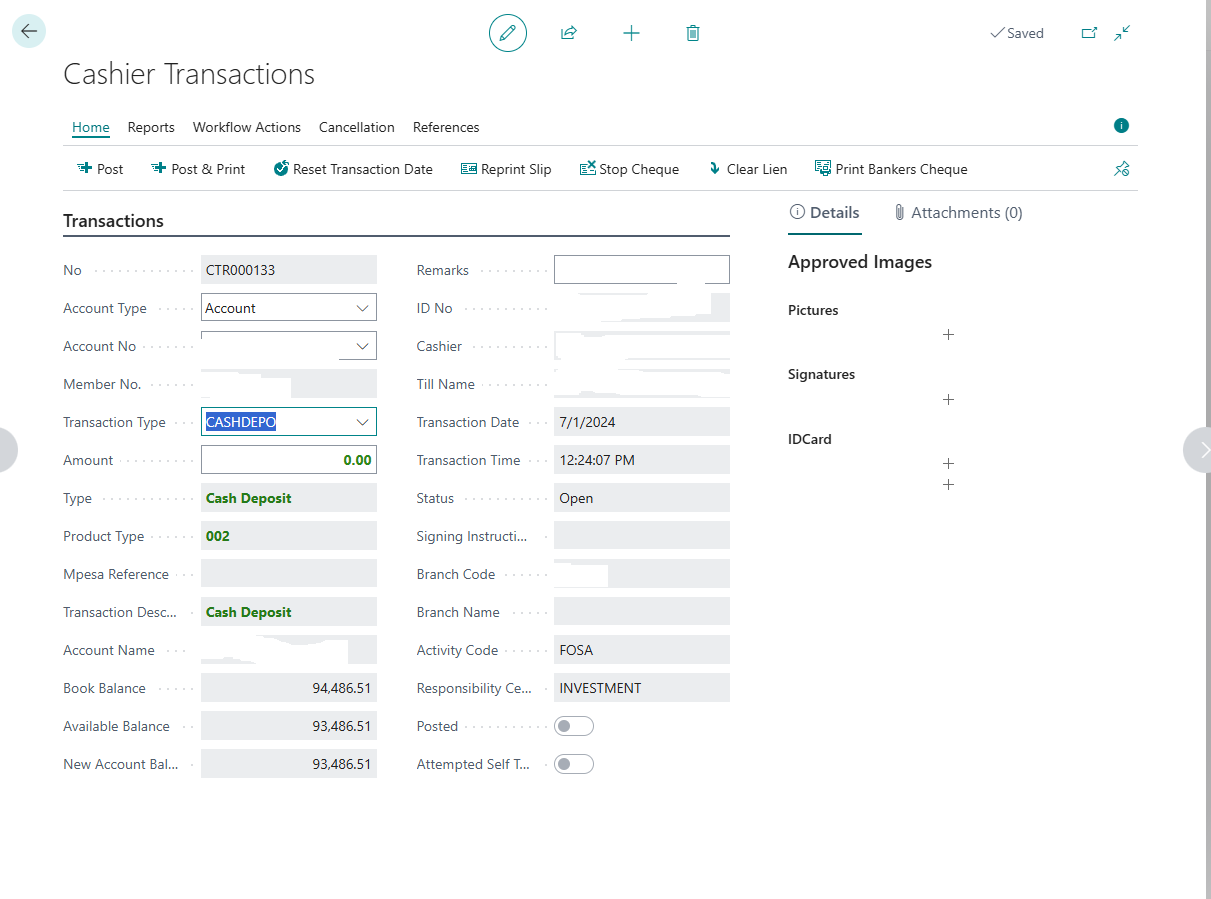 Saved
Cashier Transactions
Home Reports Workflow Actions Cancellation References
Post Post & Print Reset Transaction Date Reprint Slip Stop Cheque Clear Lien Print Bankers Cheque
Transactions
No CTR000133
Account Type Account
Account No
Member No.
Transaction Type CASHDEPO
Amount 0.00
Type Cash Deposit
Product Type 002
Mpesa Reference
Transaction Desc... Cash Deposit
Account Name
Book Balance 94,486.51
Available Balance 93,486.51
New Account Bal... 93,486.51
Remarks
ID No
Cashier
Till Name
Transaction Date 7/1/2024
Transaction Time 12:24:07 PM
Status Open
Signing Instructi...
Branch Code
Branch Name
Activity Code FOSA
Responsibility Ce... INVESTMENT
Posted
Attempted Self T...
Details Attachments (0)
Approved Images
Pictures
Signatures
IDCard